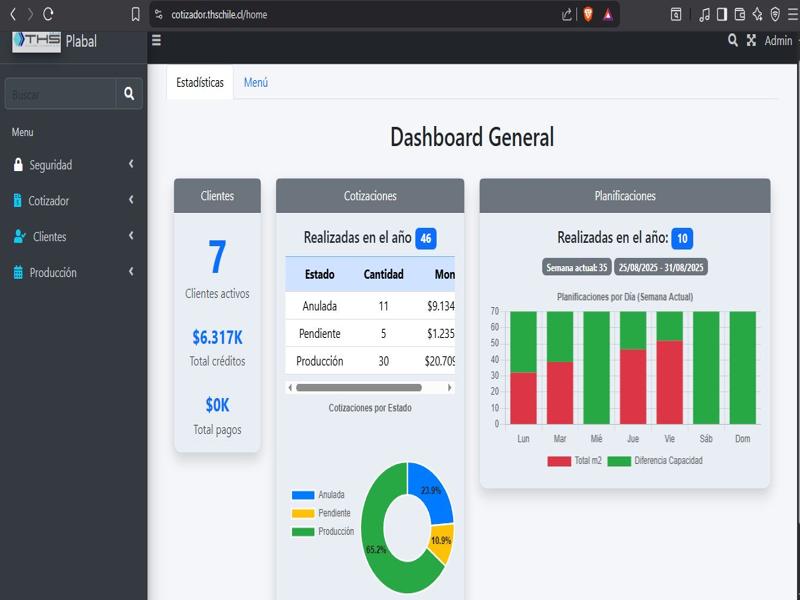 cotizador.thschile.cl/home
THS Plabal
Admin
Buscar
Menu
Seguridad
Cotizador
Clientes
Producción
Estadísticas Menú
Dashboard General
Clientes
7
Clientes activos
$6.317K
Total créditos
$0K
Total pagos
Cotizaciones
Realizadas en el año 46
Estado Cantidad Mon
Anulada 11 $9.134
Pendiente 5 $1.235
Producción 30 $20.709
Cotizaciones por Estado
Anulada
Pendiente
Producción
23.9%
10.9%
65.2%
Planificaciones
Realizadas en el año: 10
Semana actual: 35 25/08/2025 - 31/08/2025
Planificaciones por Día (Semana Actual)
70
60
50
40
30
20
10
0
Lun Mar Mié Jue Vie Sáb Dom
Total m2 Diferencia Capacidad